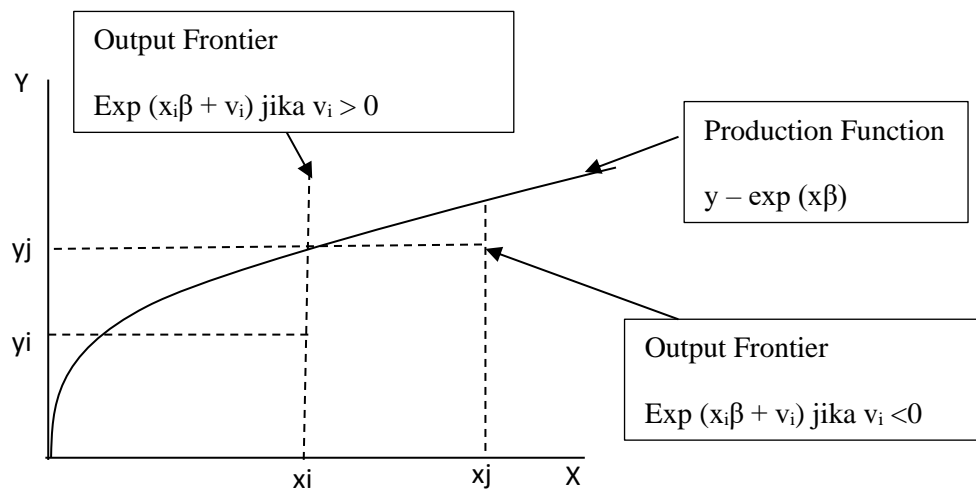 Output Frontier
Exp (xᵢβ + vᵢ) jika vᵢ > 0
Y
Production Function
y – exp (xβ)
yj
yi
Output Frontier
Exp (xᵢβ + vᵢ) jika vᵢ <0
xi
xj
X